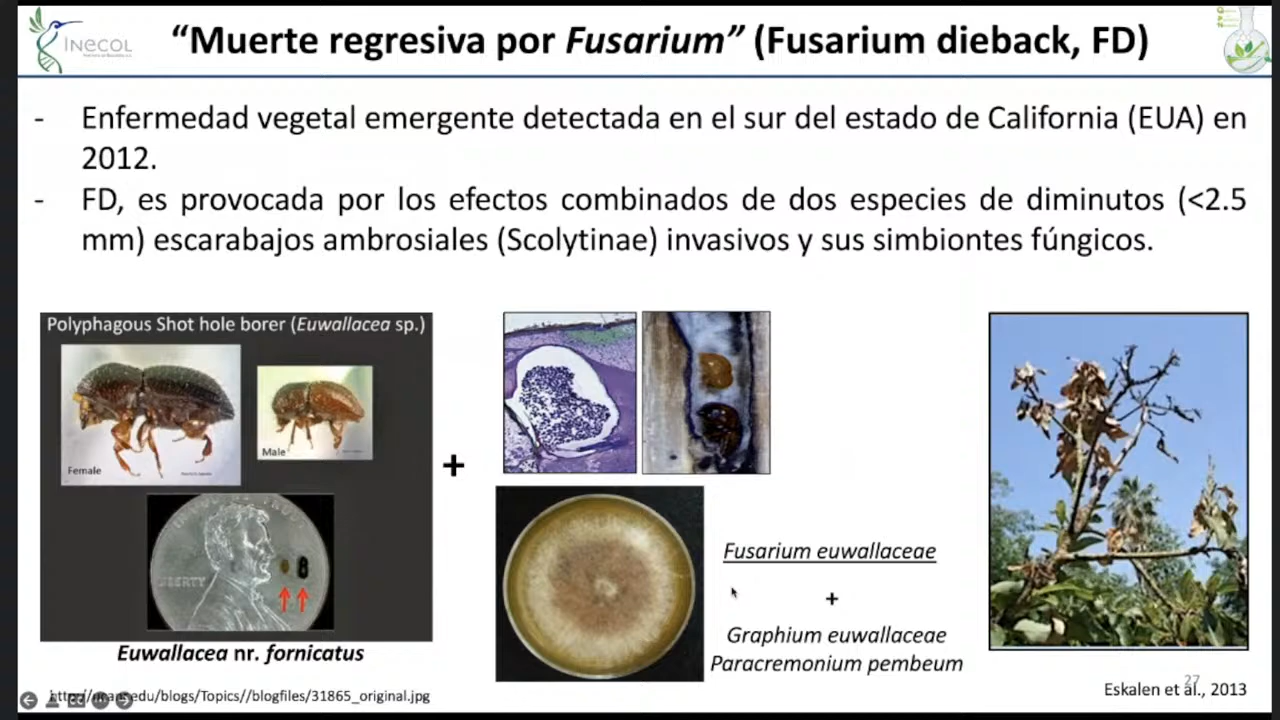 INECOL
“Muerte regresiva por Fusarium” (Fusarium dieback, FD)
- Enfermedad vegetal emergente detectada en el sur del estado de California (EUA) en
2012.
- FD, es provocada por los efectos combinados de dos especies de diminutos (<2.5
mm) escarabajos ambrosiales (Scolytinae) invasivos y sus simbiontes fúngicos.
Polyphagous Shot hole borer (Euwallacea sp.)
Female
Male
LIBERTY
+
Fusarium euwallaceae
+
Graphium euwallaceae
Paracremonium pembeum
Euwallacea nr. fornicatus
http://ucanr.edu/blogs/Topics//blogfiles/31865_original.jpg
27
Eskalen et al., 2013